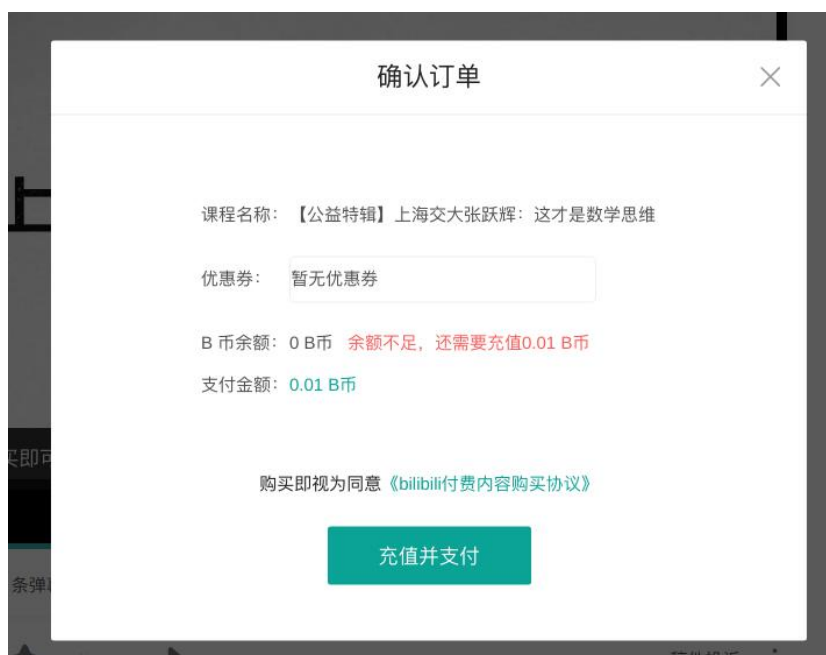 确认订单
上
课程名称：【公益特辑】上海交大张跃辉：这才是数学思维
优惠券： 暂无优惠券
B 币余额：0 B币 余额不足，还需要充值0.01 B币
支付金额：0.01 B币
买即可
购买即视为同意《bilibili付费内容购买协议》
充值并支付
条弹